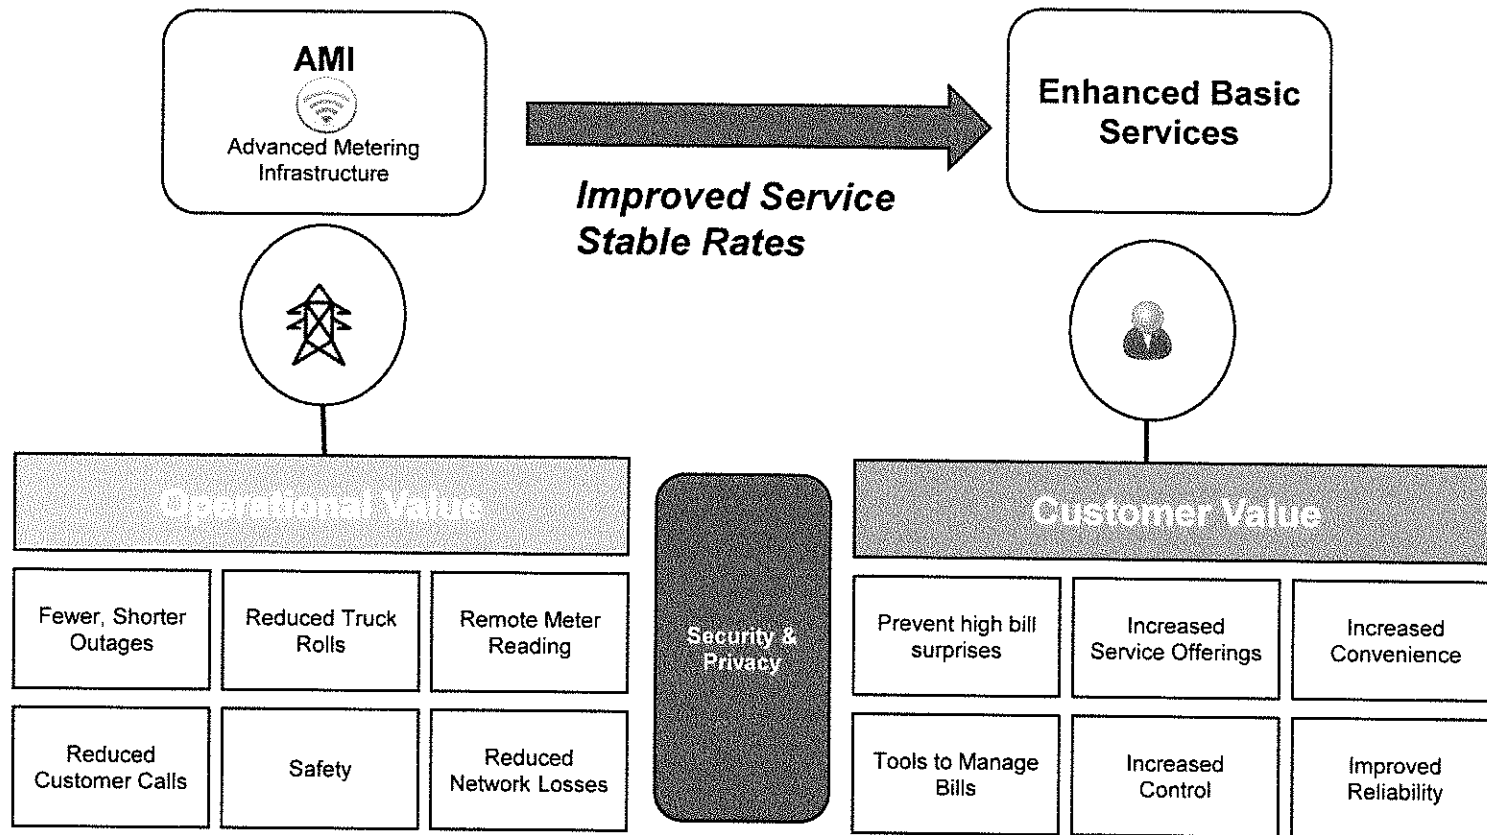 AMI
Advanced Metering
Infrastructure
Enhanced Basic
Services
Improved Service
Stable Rates
Operational Value
Fewer, Shorter
Outages
Reduced Truck
Rolls
Remote Meter
Reading
Reduced
Customer Calls
Safety
Reduced
Network Losses
Security &
Privacy
Customer Value
Prevent high bill
surprises
Increased
Service Offerings
Increased
Convenience
Tools to Manage
Bills
Increased
Control
Improved
Reliability